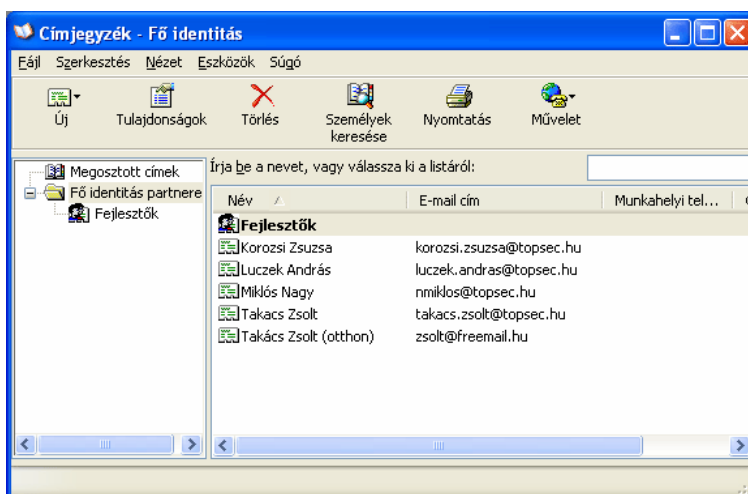 Címjegyzék - Fő identitás
Fájl Szerkesztés Nézet Eszközök Súgó
Új Tulajdonságok Törlés Személyek keresése Nyomtatás Művelet
Megosztott címek
Fő identitás partnere
Fejlesztők
Írja be a nevet, vagy válassza ki a listáról:
Név E-mail cím Munkahelyi tel...
Fejlesztők
Korozsi Zsuzsa korozsi.zsuzsa@topsec.hu
Luczek András luczek.andras@topsec.hu
Miklós Nagy nmiklos@topsec.hu
Takacs Zsolt takacs.zsolt@topsec.hu
Takács Zsolt (otthon) zsolt@freemail.hu